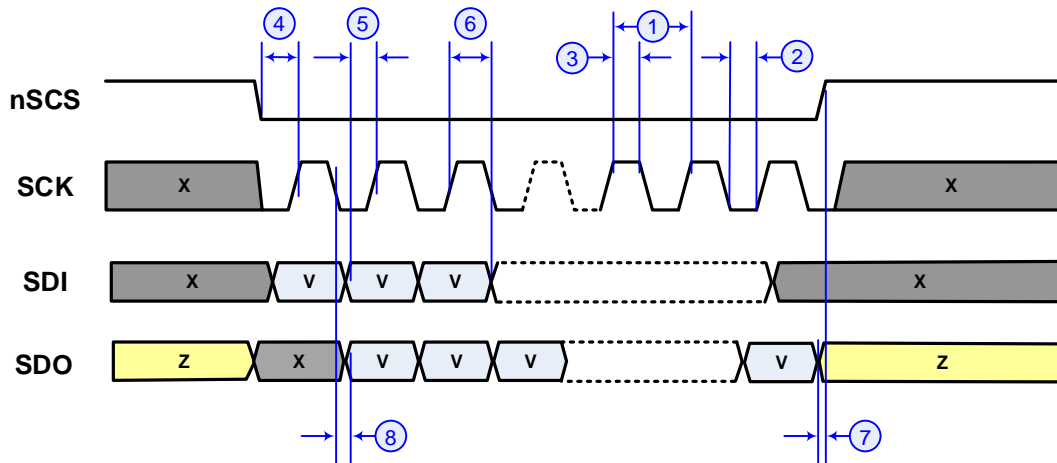 4 5 6 1
3 2
nSCS
SCK X X
SDI X V V V X
SDO Z X V V V V Z
8 7